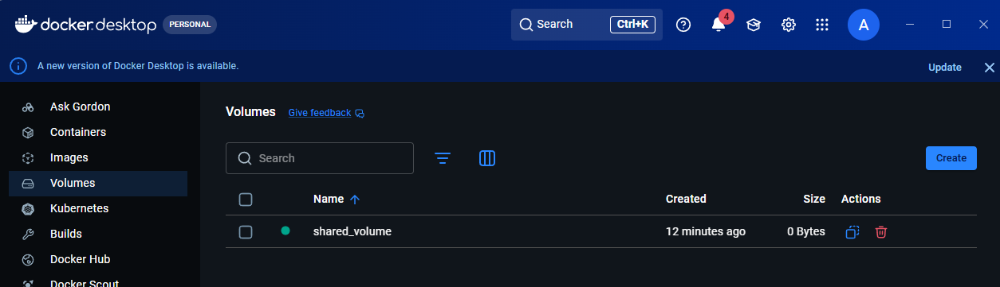 docker desktop PERSONAL Search Ctrl+K 4 A
A new version of Docker Desktop is available. Update
Ask Gordon
Containers
Images
Volumes
Kubernetes
Builds
Docker Hub
Docker Scout
Volumes Give feedback
Search
Create
Name Created Size Actions
shared_volume 12 minutes ago 0 Bytes